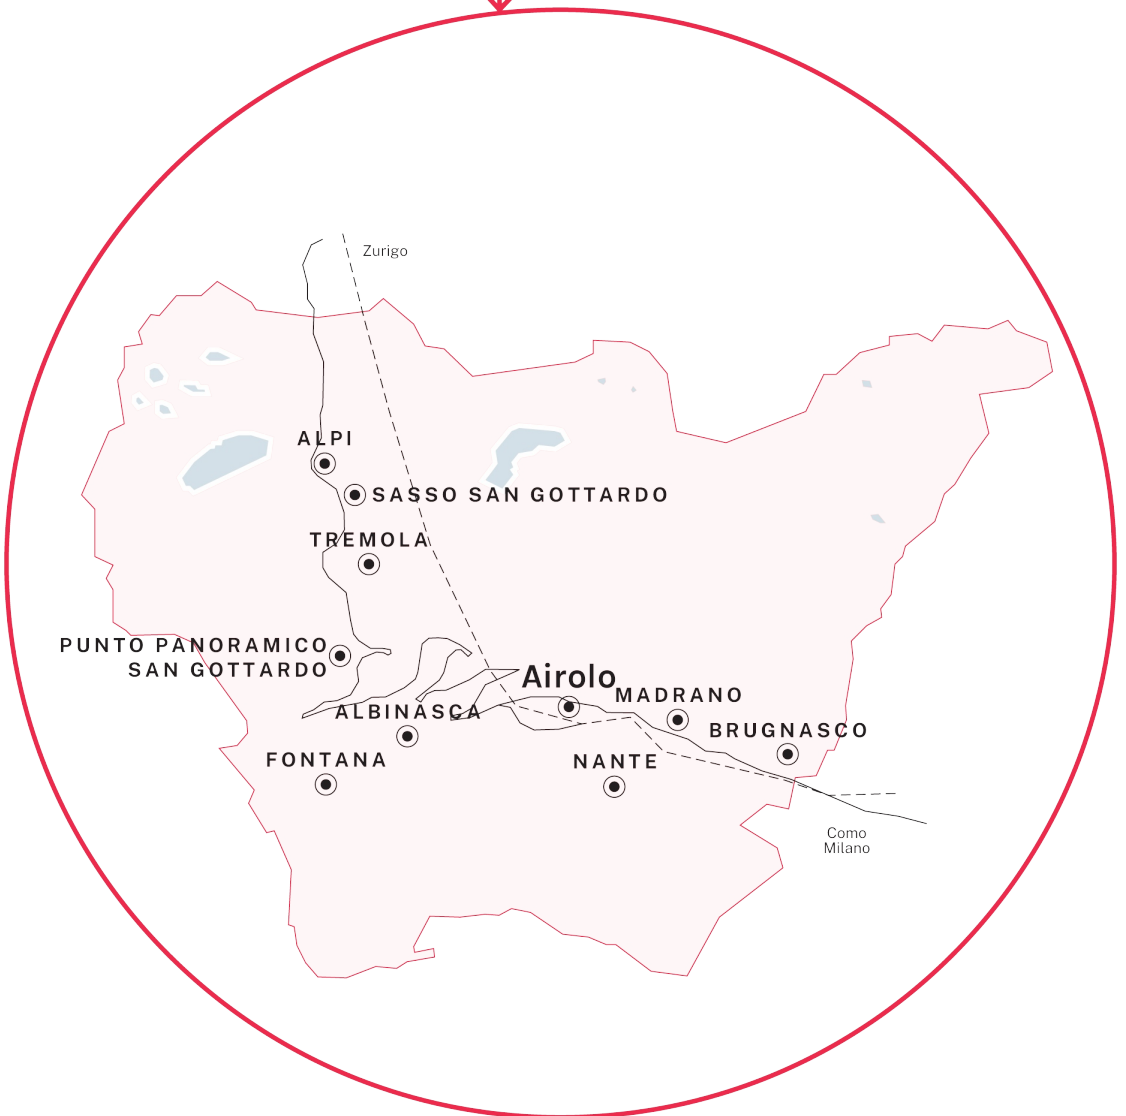 Zurigo
ALPI
SASSO SAN GOTTARDO
TREMOLA
PUNTO PANORAMICO
SAN GOTTARDO
Airolo
MADRANO
ALBINASCA
BRUGNASCO
FONTANA
NANTE
Como
Milano